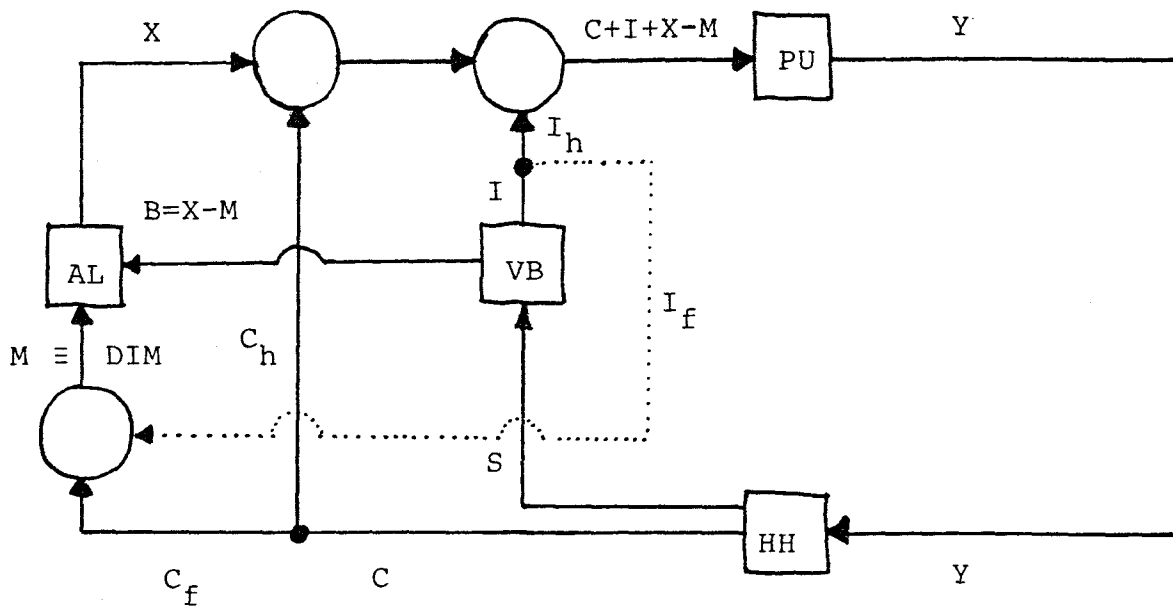 X
C+I+X-M
Y
PU
I_h
I
B=X-M
AL
VB
I_f
C_h
M ≡ DIM
S
HH
C_f
C
Y